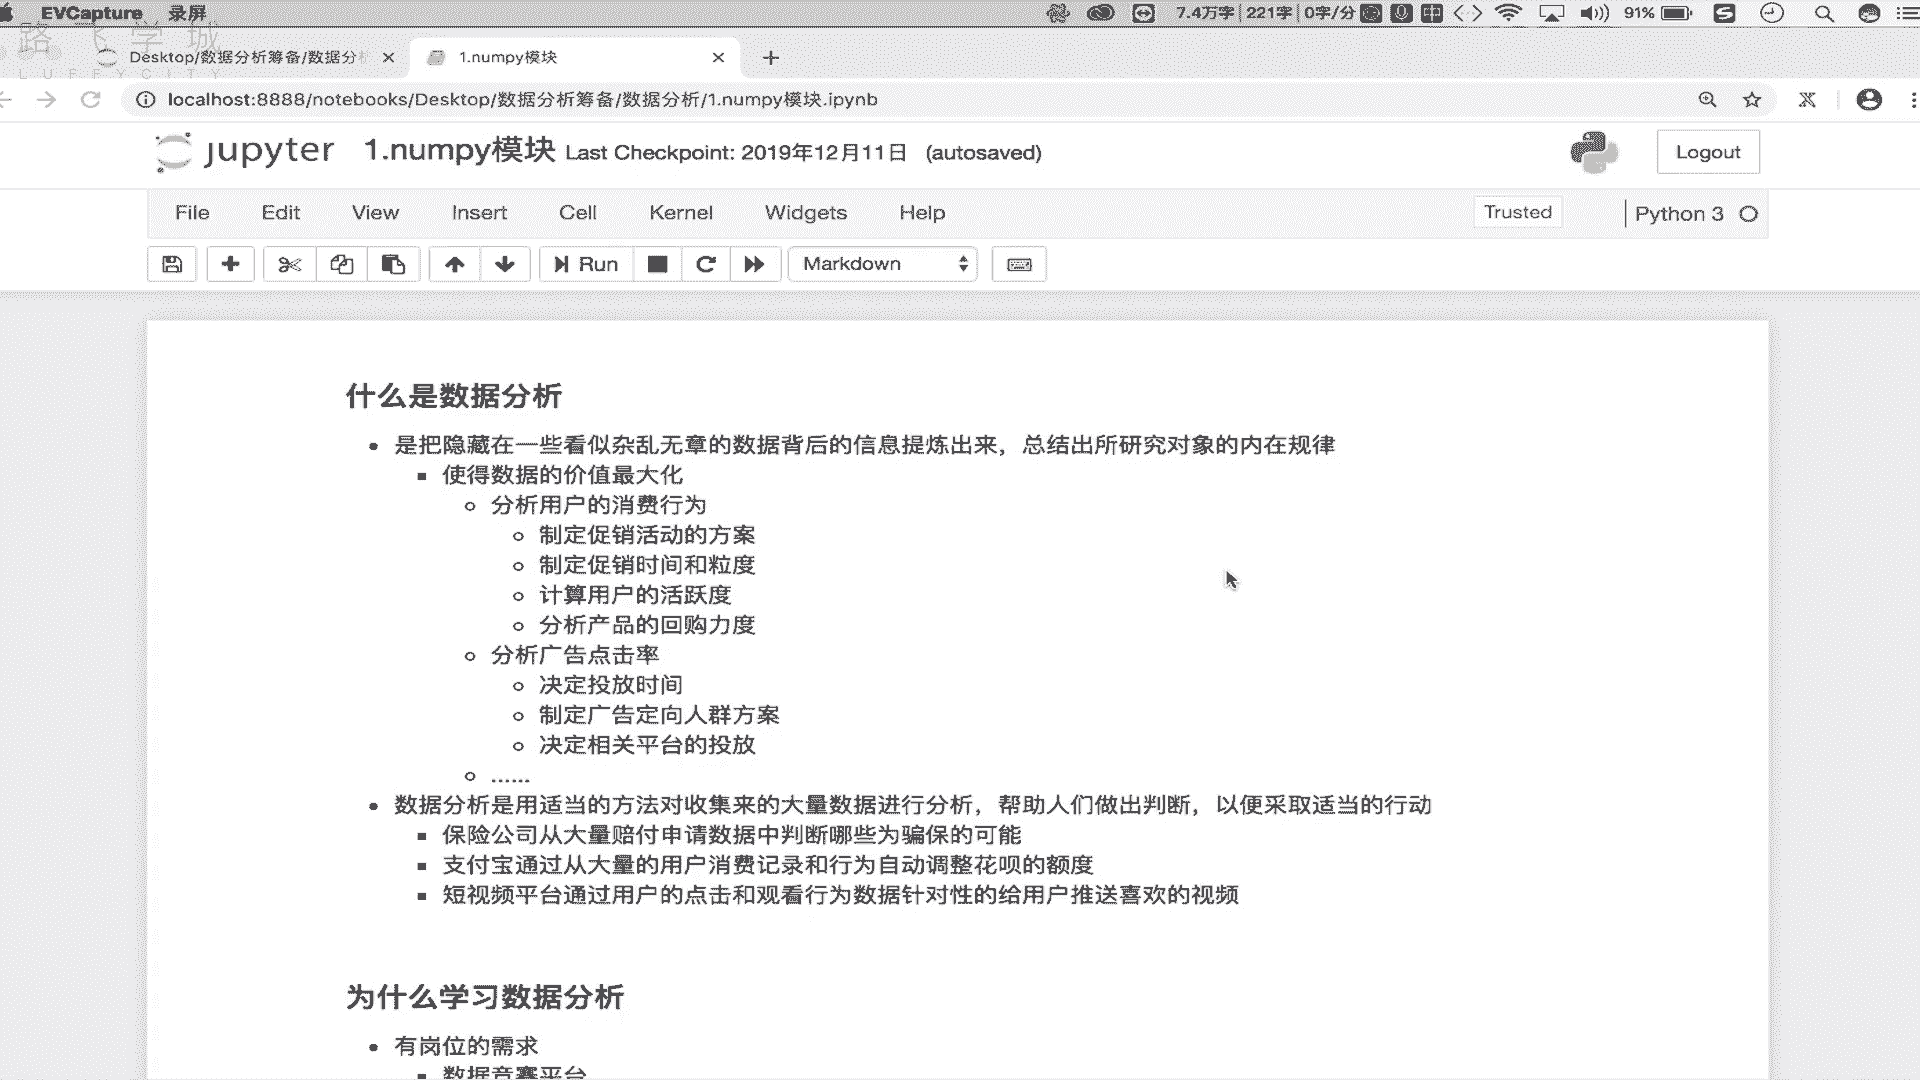 EVCapture 录屏 7.4万字 221字 0字/分 中 91%
路飞学城
LUFFYCITY
Desktop/数据分析筹备/数据分 1.numpy模块
localhost:8888/notebooks/Desktop/数据分析筹备/数据分析/1.numpy模块.ipynb
jupyter 1.numpy模块 Last Checkpoint: 2019年12月11日 (autosaved) Logout
File Edit View Insert Cell Kernel Widgets Help Trusted Python 3
Run Markdown
什么是数据分析
是把隐藏在一些看似杂乱无章的数据背后的信息提炼出来，总结出所研究对象的内在规律
使得数据的价值最大化
分析用户的消费行为
制定促销活动的方案
制定促销时间和粒度
计算用户的活跃度
分析产品的回购力度
分析广告点击率
决定投放时间
制定广告定向人群方案
决定相关平台的投放
......
数据分析是用适当的方法对收集来的大量数据进行分析，帮助人们做出判断，以便采取适当的行动
保险公司从大量赔付申请数据中判断哪些为骗保的可能
支付宝通过从大量的用户消费记录和行为自动调整花呗的额度
短视频平台通过用户的点击和观看行为数据针对性的给用户推送喜欢的视频
为什么学习数据分析
有岗位的需求
数据竞赛平台